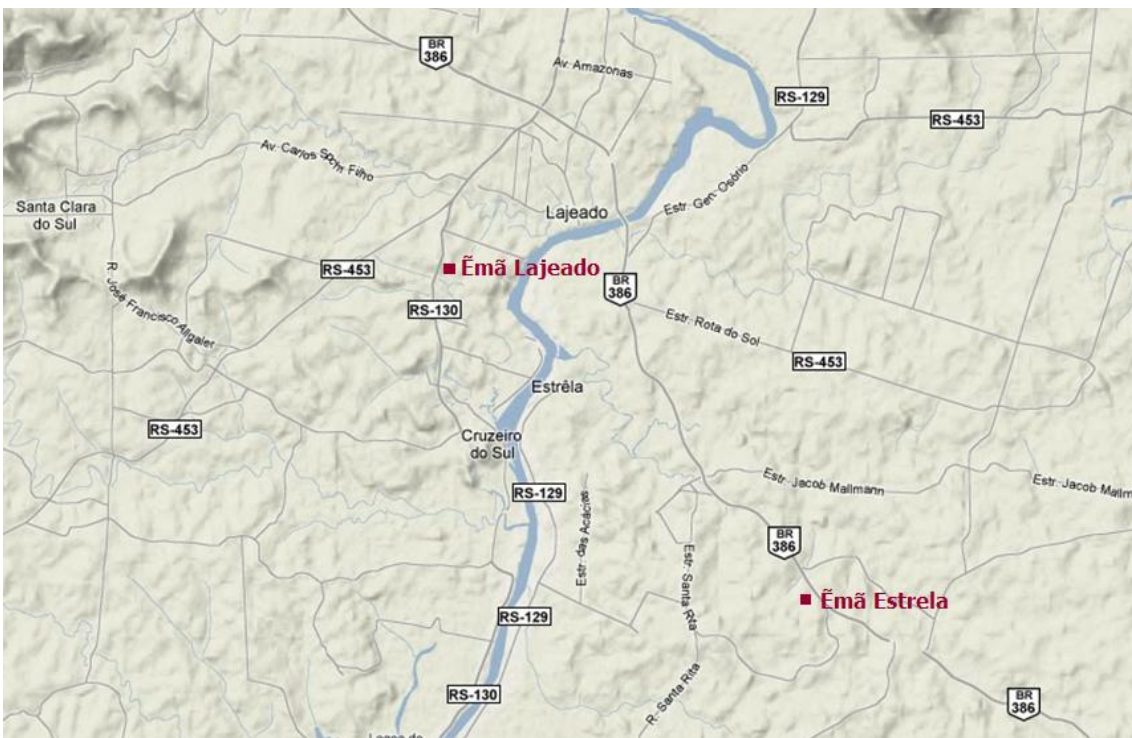 BR
386
Av. Amazonas
RS-129
RS-453
Av. Carlos Spohr Filho
Santa Clara
do Sul
Lajeado
Estr. Gen. Osório
RS-453
Ẽmã Lajeado
BR
386
RS-130
R. José Francisco Allgaier
Estr. Rota do Sol
RS-453
Estrêla
RS-453
Cruzeiro
do Sul
Estr. Jacob Mallmann
Estr. Jacob Mallm
RS-129
Estr. das Acácias
BR
386
Estr. Santa Rita
Ẽmã Estrela
RS-129
R. Santa Rita
RS-130
BR
386